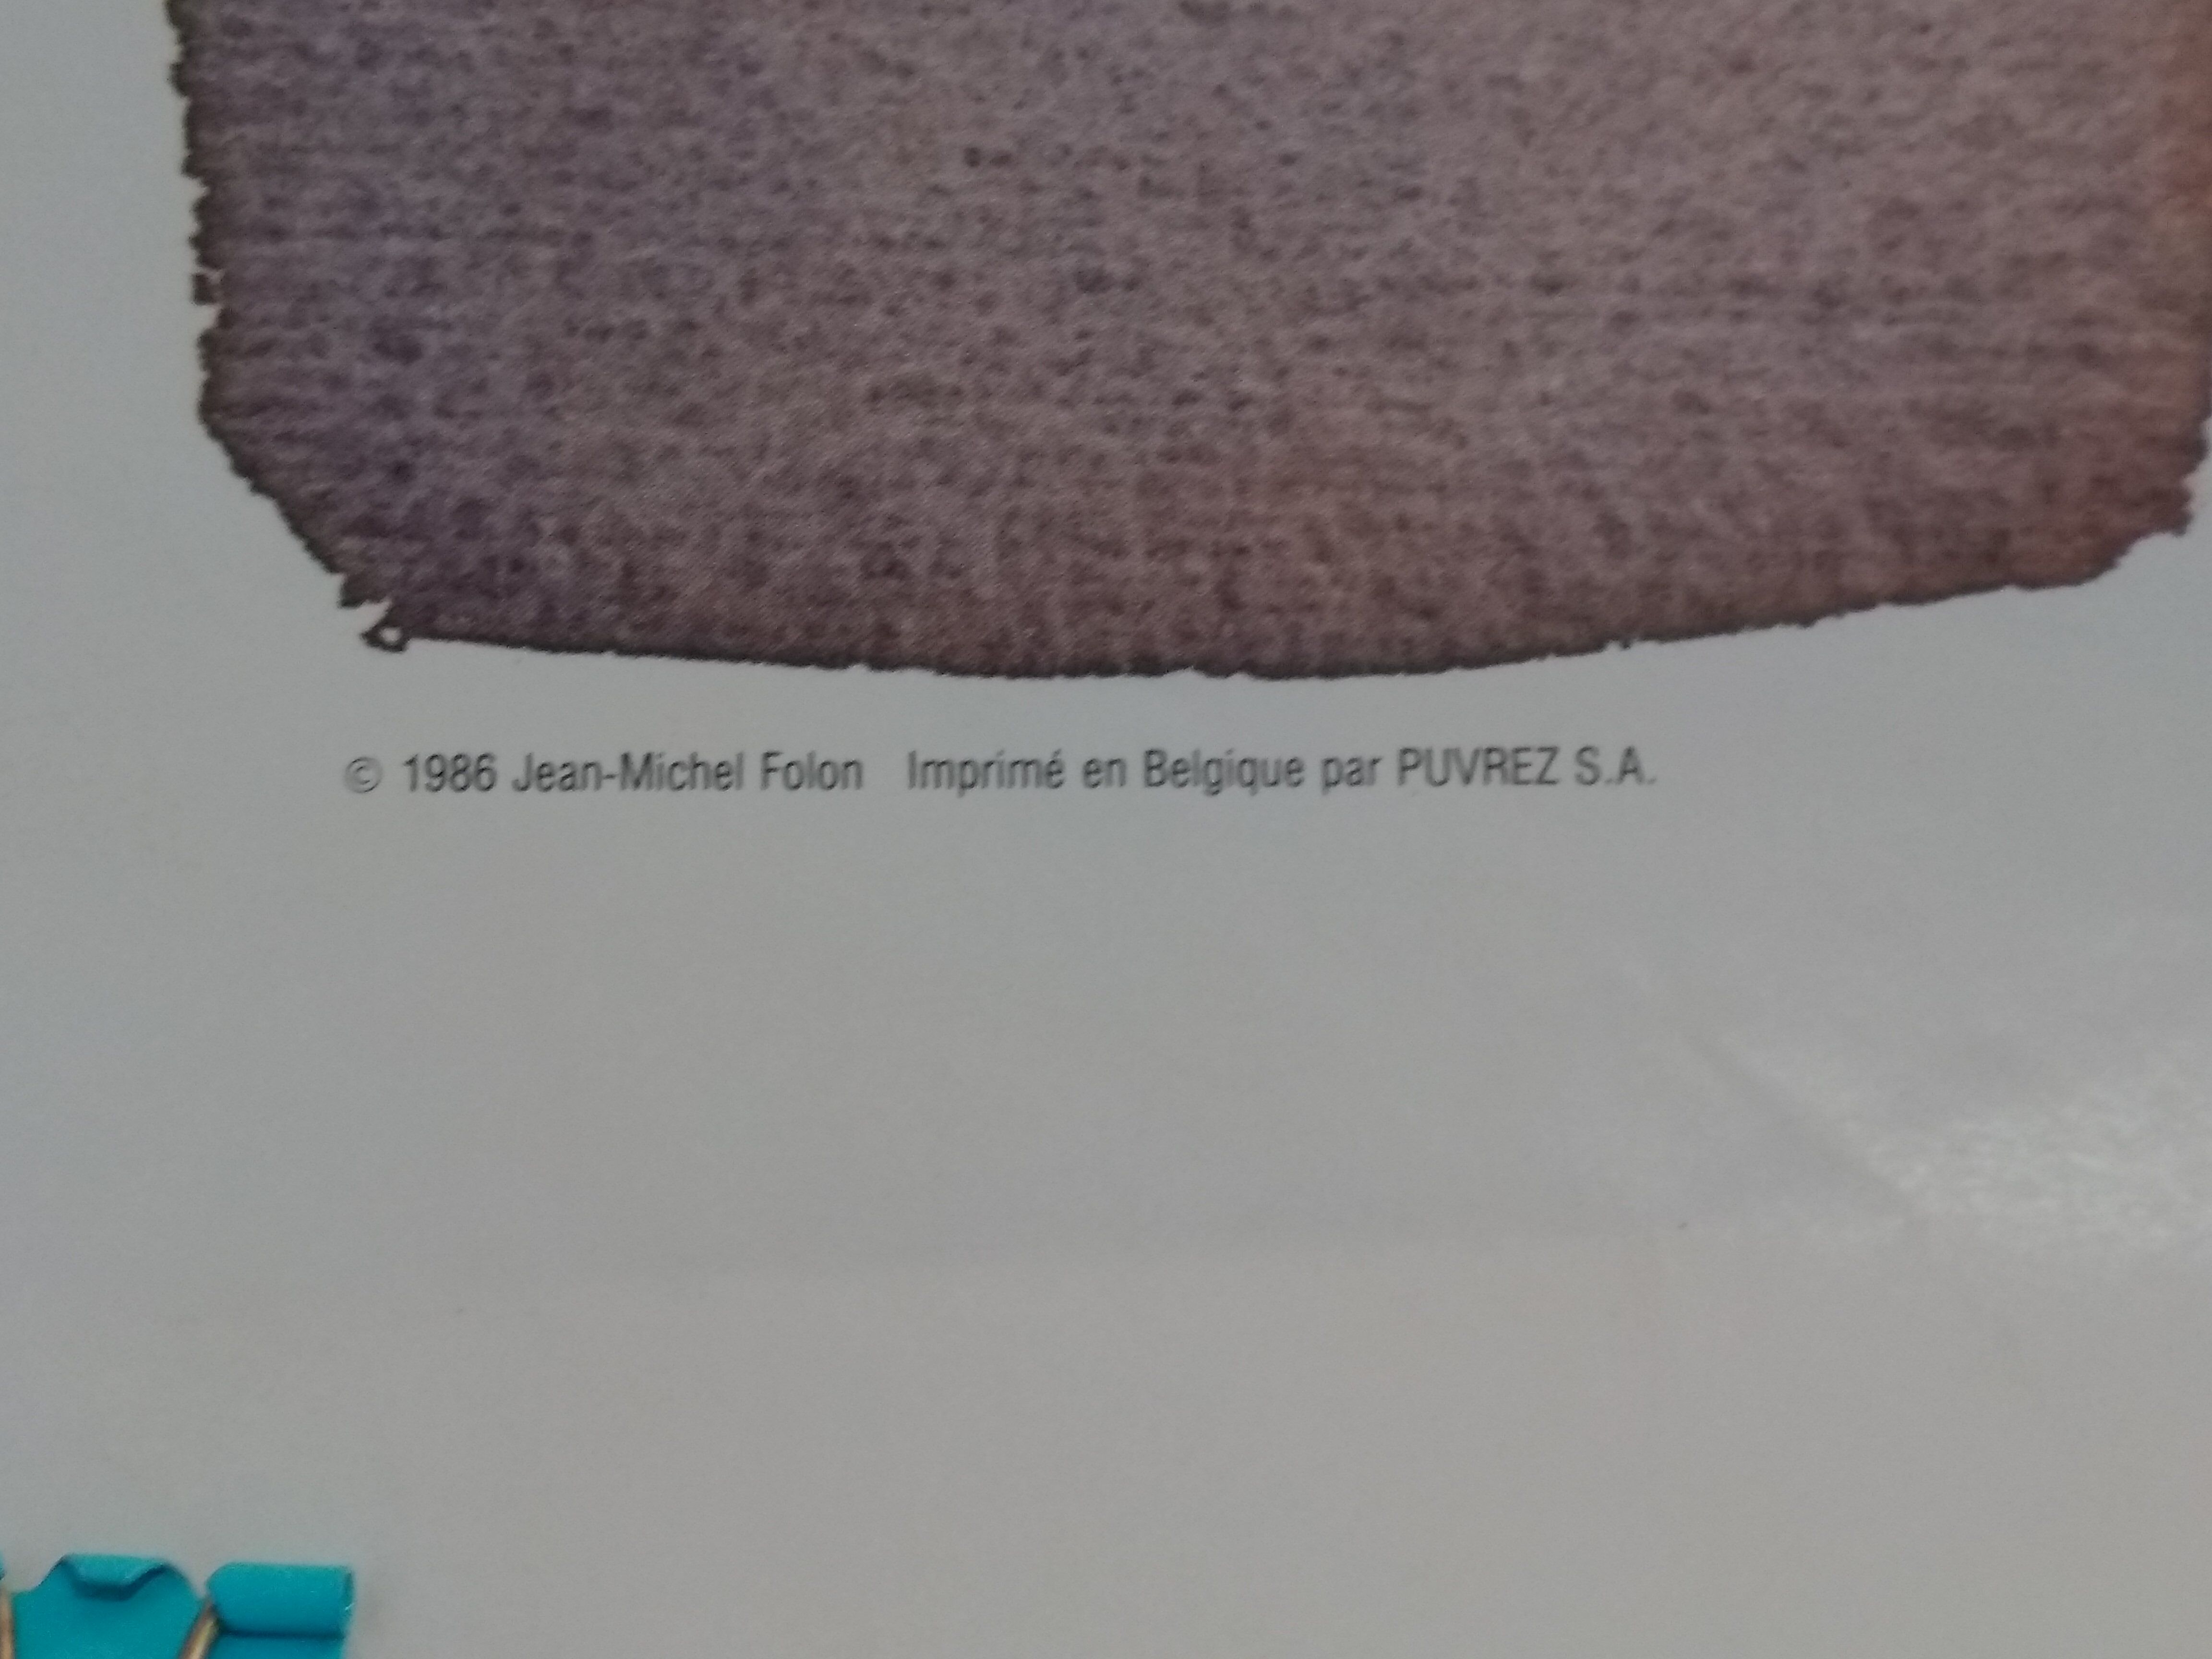 © 1986 Jean-Michel Folon Imprimé en Belgique par PUVREZ S.A.